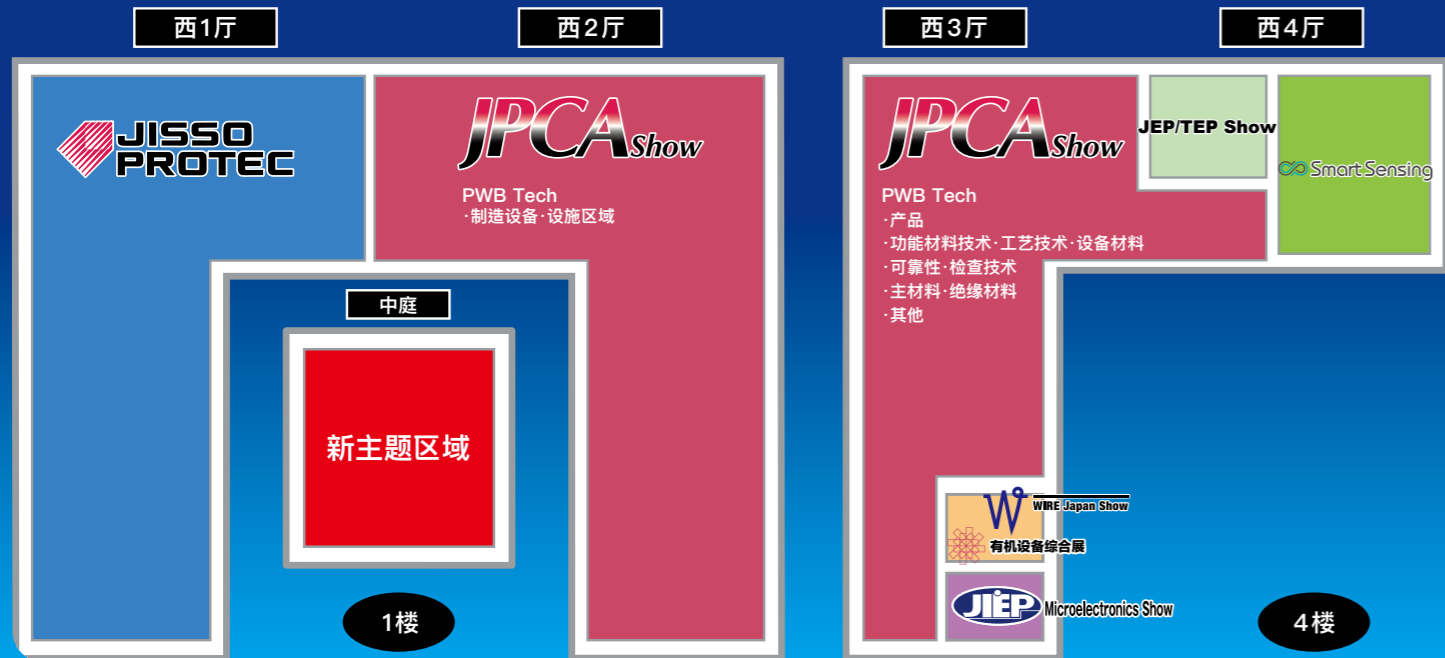 西1厅
西2厅
西3厅
西4厅
JISSO
PROTEC
JPCA Show
PWB Tech
·制造设备·设施区域
中庭
新主题区域
1楼
JPCA Show
PWB Tech
·产品
·功能材料技术·工艺技术·设备材料
·可靠性·检查技术
·主材料·绝缘材料
·其他
JEP/TEP Show
Smart Sensing
W
WIRE Japan Show
有机设备综合展
JIEP Microelectronics Show
4楼